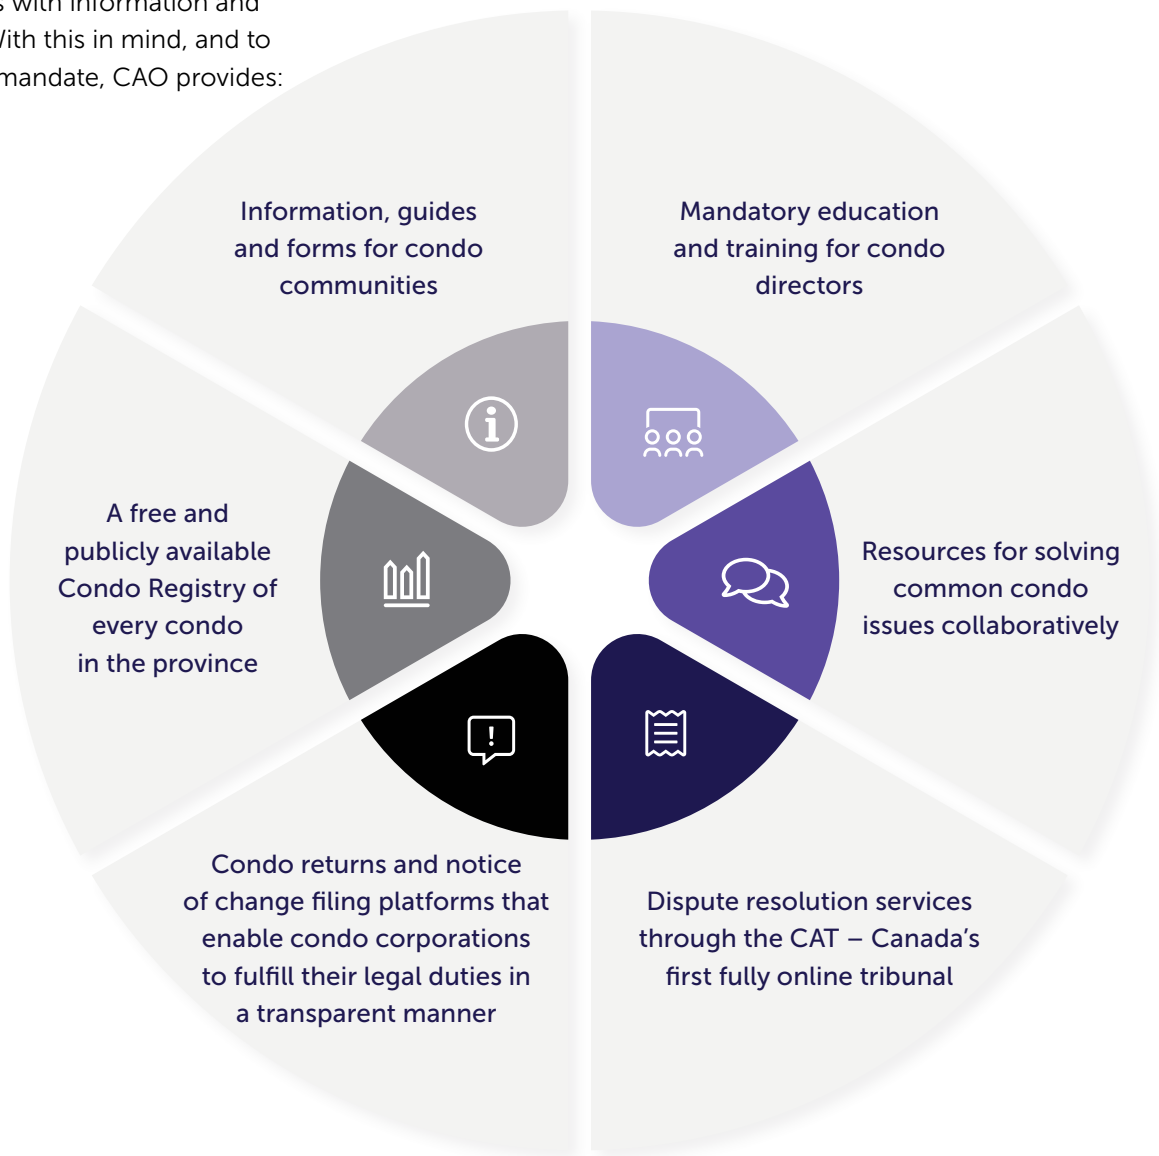 s with information and
With this in mind, and to
mandate, CAO provides:
Information, guides
and forms for condo
communities
Mandatory education
and training for condo
directors
A free and
publicly available
Condo Registry of
every condo
in the province
Resources for solving
common condo
issues collaboratively
Condo returns and notice
of change filing platforms that
enable condo corporations
to fulfill their legal duties in
a transparent manner
Dispute resolution services
through the CAT – Canada's
first fully online tribunal